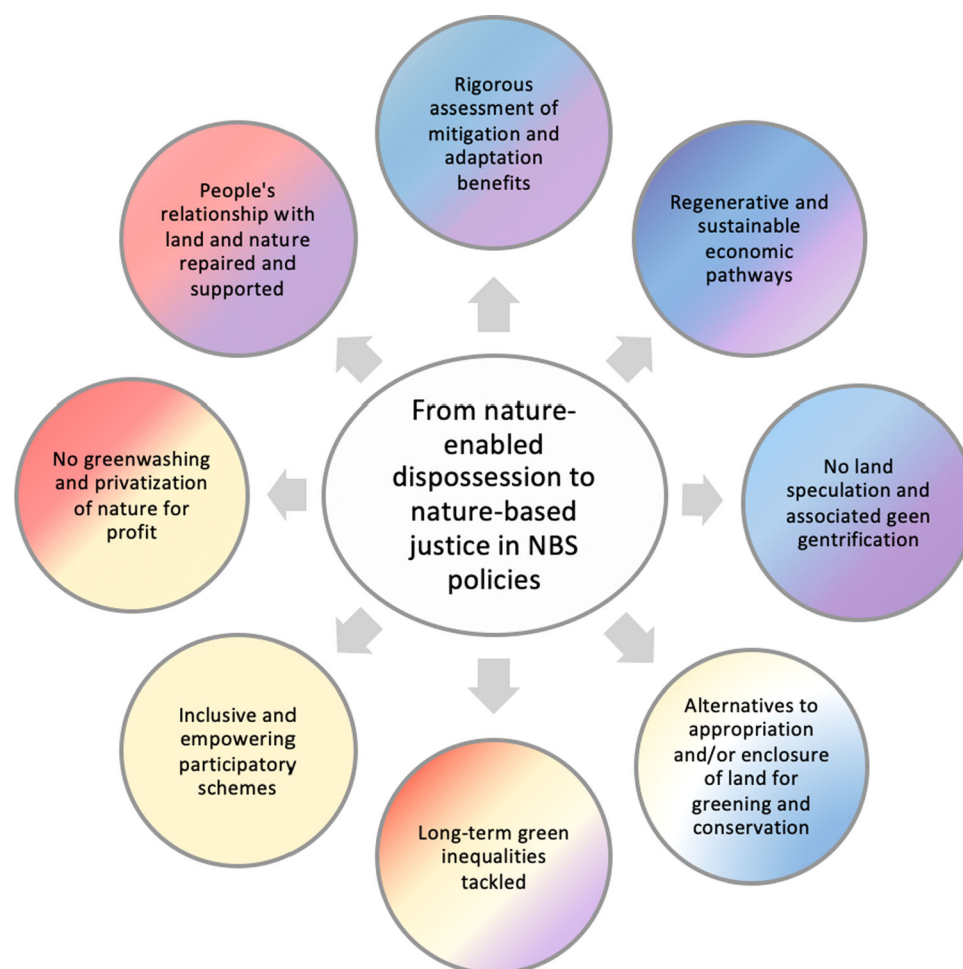 Rigorous
assessment of
mitigation and
adaptation
benefits
Regenerative and
sustainable
economic
pathways
No land
speculation and
associated geen
gentrification
Alternatives to
appropriation
and/or enclosure
of land for
greening and
conservation
Long-term green
inequalities
tackled
Inclusive and
empowering
participatory
schemes
No greenwashing
and privatization
of nature for
profit
People's
relationship with
land and nature
repaired and
supported
From nature-
enabled
dispossession to
nature-based
justice in NBS
policies